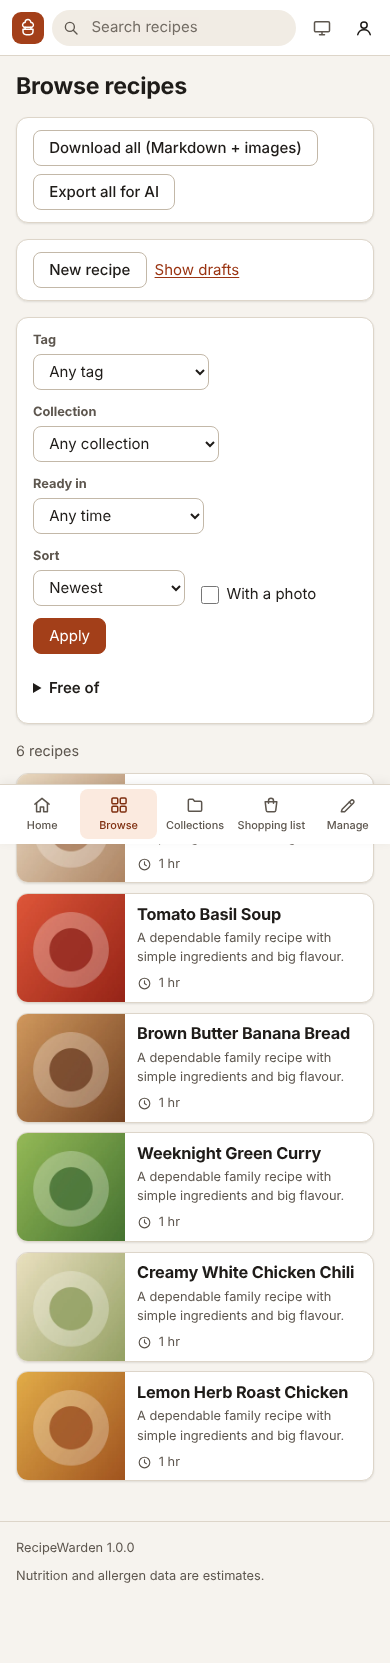 Search recipes
Browse recipes
Download all (Markdown + images)
Export all for AI
New recipe Show drafts
Tag
Any tag
Collection
Any collection
Ready in
Any time
Sort
Newest With a photo
Apply
Free of
6 recipes
Home Browse Collections Shopping list Manage
1 hr
Tomato Basil Soup
A dependable family recipe with
simple ingredients and big flavour.
1 hr
Brown Butter Banana Bread
A dependable family recipe with
simple ingredients and big flavour.
1 hr
Weeknight Green Curry
A dependable family recipe with
simple ingredients and big flavour.
1 hr
Creamy White Chicken Chili
A dependable family recipe with
simple ingredients and big flavour.
1 hr
Lemon Herb Roast Chicken
A dependable family recipe with
simple ingredients and big flavour.
1 hr
RecipeWarden 1.0.0
Nutrition and allergen data are estimates.